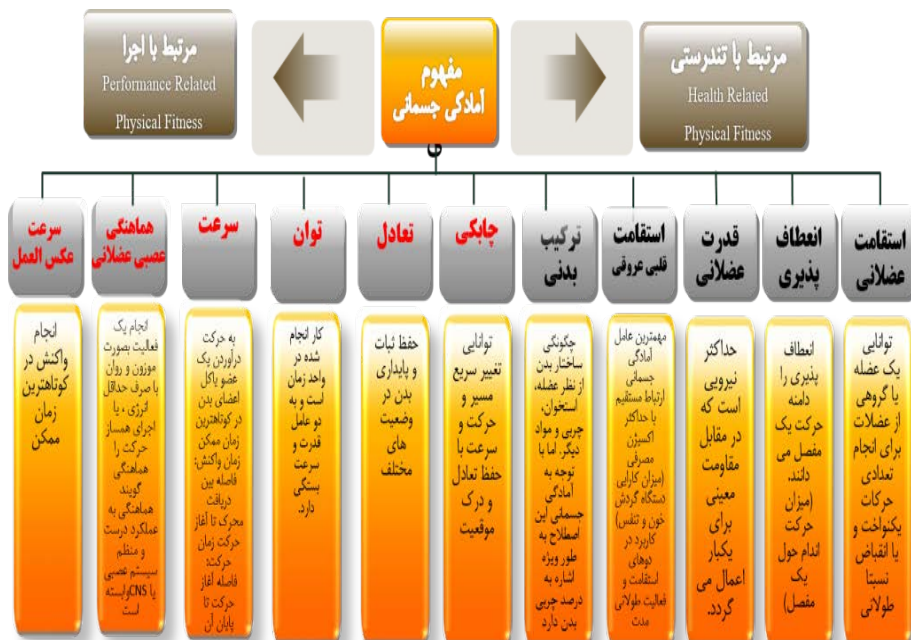 مرتبط با تندرستی
Health Related
Physical Fitness
مفهوم
آمادگی جسمانی
مرتبط با اجرا
Performance Related
Physical Fitness
استقامت
عضلانی
توانایی
یک عضله
یا گروهی
از عضلات
برای انجام
تعدادی
حرکات
یکنواخت و
یا انقباض
نسبتا
طولانی
انعطاف
پذیری
انعطاف
پذیری را
دامنه
حرکت یک
مفصل می
دانند.
(میزان
حرکت
اندام حول
یک
مفصل)
قدرت
عضلانی
حداکثر
نیرویی
است که
در مقابل
مقاومت
معینی
برای
یکبار
اعمال می
گردد.
استقامت
قلبی عروقی
مهمترین عامل
آمادگی
جسمانی
ارتباط مستقیم
با حداکثر
اکسیژن
مصرفی
(میزان کارایی
دستگاه گردش
خون و تنفس)
کاربرد در
دوهای
استقامت و
فعالیت طولانی
مدت
ترکیب
بدنی
چگونگی
ساختار بدن
از نظر عضله،
استخوان،
چربی و مواد
دیگر. اما با
توجه به
آمادگی
جسمانی این
اصطلاح به
طور ویژه
اشاره به
درصد چربی
بدن دارد
چابکی
توانایی
تغییر سریع
مسیر و
حرکت و
سرعت با
حفظ تعادل
و درک
موقعیت
تعادل
حفظ ثبات
و پایداری
بدن در
وضعیت
های
مختلف
توان
کار انجام
شده در
واحد زمان
است و به
دو عامل
قدرت و
سرعت
بستگی
دارد.
سرعت
به حرکت
درآوردن یک
عضو یاکل
اعضای بدن
در کوتاهترین
زمان ممکن
زمان واکنش:
فاصله بین
دریافت
محرک تا آغاز
حرکت زمان
حرکت:
فاصله آغاز
حرکت تا
پایان آن
هماهنگی
عصبی عضلانی
انجام یک
فعالیت بصورت
موزون و روان
با صرف حداقل
انرژی ، یا
اجرای همساز
حرکت را
هماهنگی
گویند
هماهنگی به
عملکرد درست
و منظم
سیستم عصبی
یا CNSوابسته
است
سرعت
عکس العمل
انجام
واکنش در
کوتاهترین
زمان
ممکن